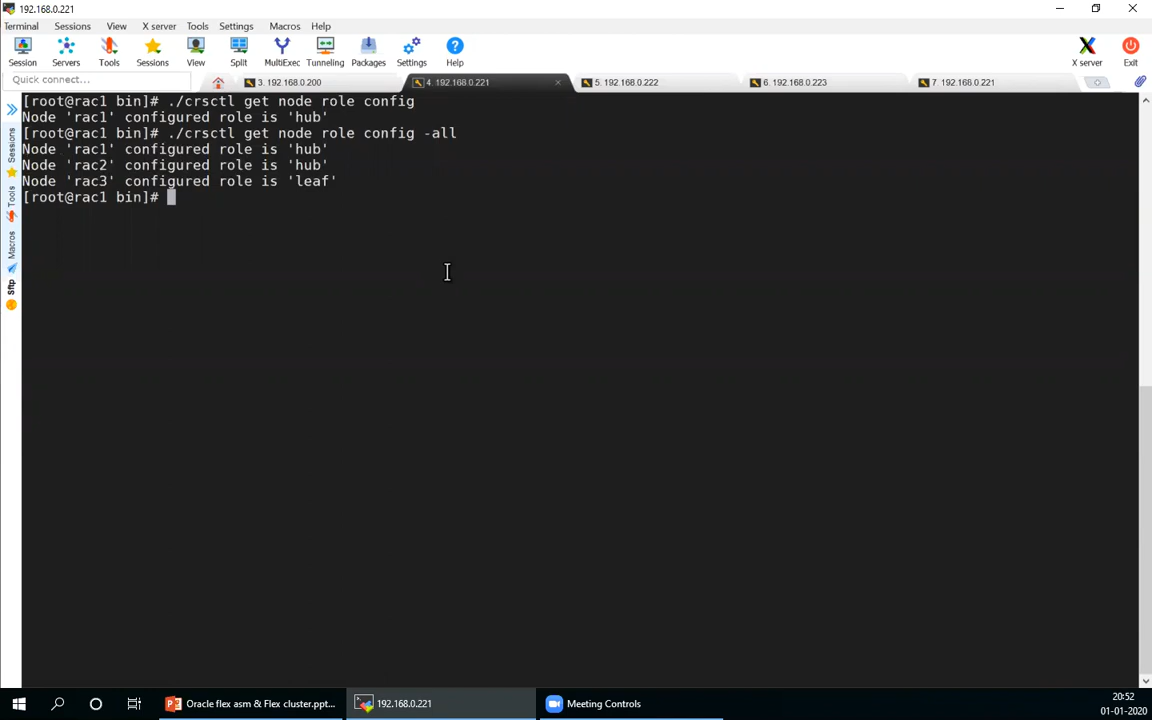 192.168.0.221
Terminal Sessions View X server Tools Settings Macros Help
Session Servers Tools Sessions View Split MultiExec Tunneling Packages Settings Help X server Exit
Quick connect... 3. 192.168.0.200 4. 192.168.0.221 5. 192.168.0.222 6. 192.168.0.223 7 192.168.0.221
[root@rac1 bin]# ./crsctl get node role config
Node 'rac1' configured role is 'hub'
[root@rac1 bin]# ./crsctl get node role config -all
Node 'rac1' configured role is 'hub'
Node 'rac2' configured role is 'hub'
Node 'rac3' configured role is 'leaf'
[root@rac1 bin]#
Sessions
Tools
Macros
Sftp
Oracle flex asm & Flex cluster.ppt... 192.168.0.221 Meeting Controls
20:52
01-01-2020